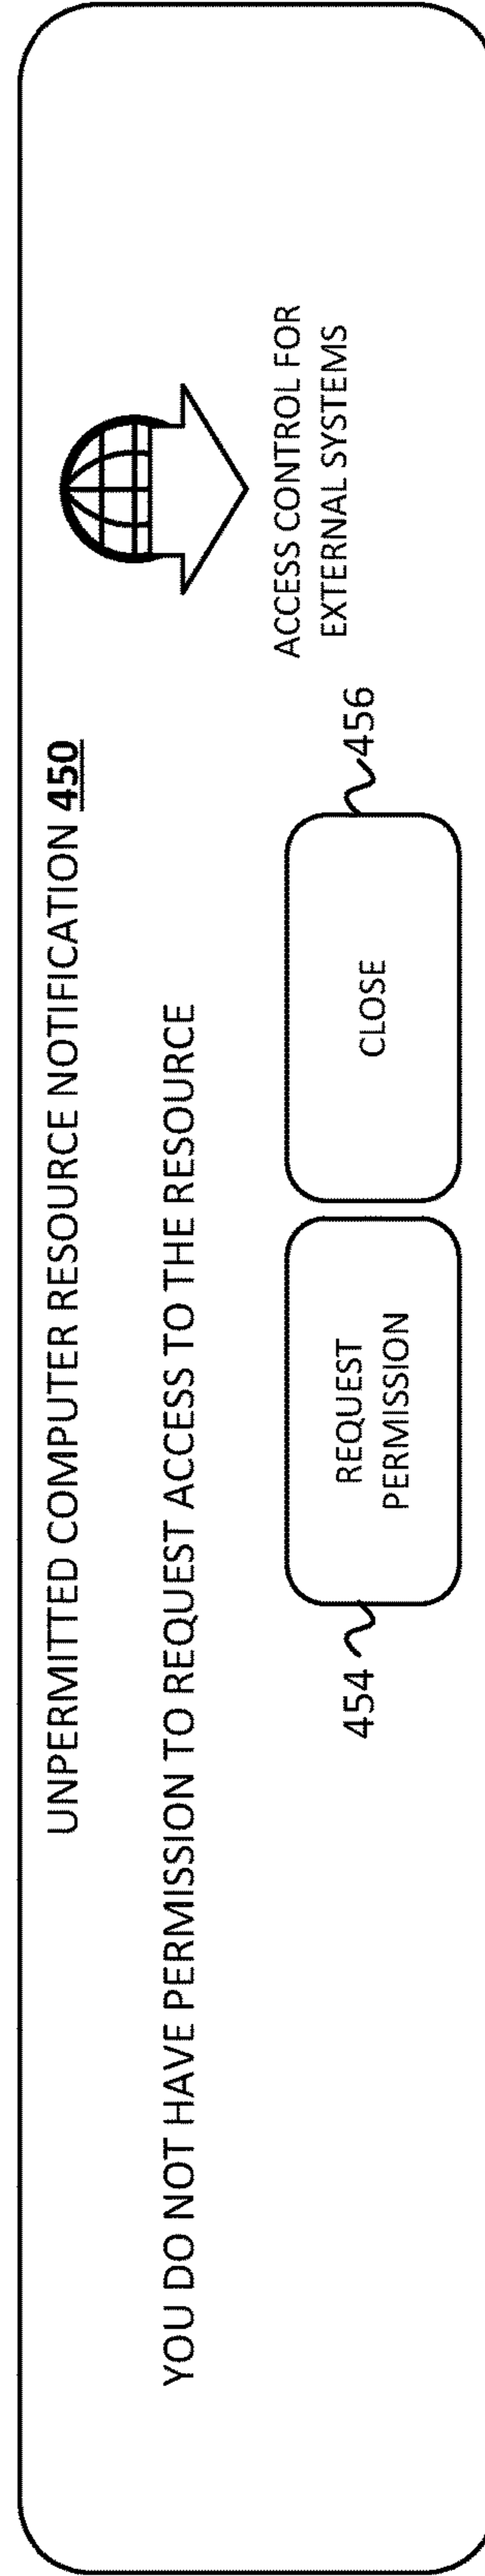 UNPERMITTED COMPUTER RESOURCE NOTIFICATION 450
YOU DO NOT HAVE PERMISSION TO REQUEST ACCESS TO THE RESOURCE
454
REQUEST
PERMISSION
CLOSE
456
ACCESS CONTROL FOR
EXTERNAL SYSTEMS